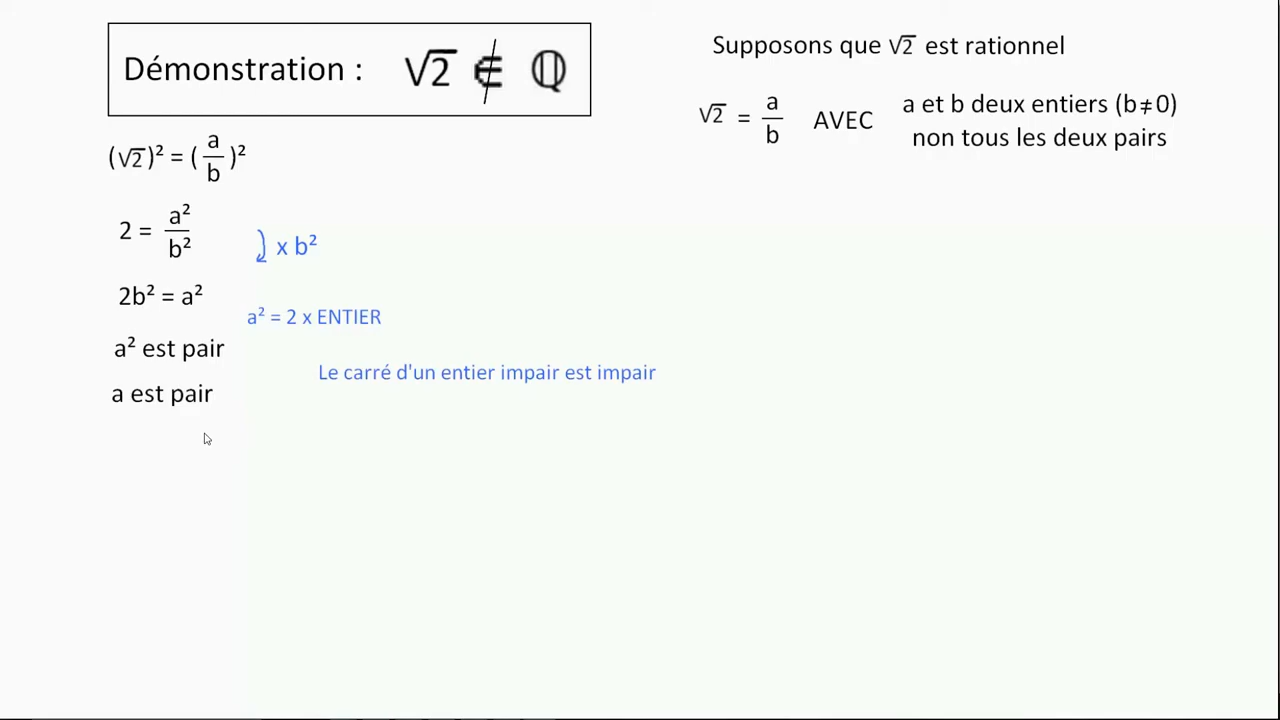 Démonstration : √2 ∉ ℚ
Supposons que √2 est rationnel
√2 = a/b AVEC a et b deux entiers (b≠0)
non tous les deux pairs
(√2)² = (a/b)²
2 = a²/b²
x b²
2b² = a²
a² = 2 x ENTIER
a² est pair
Le carré d'un entier impair est impair
a est pair